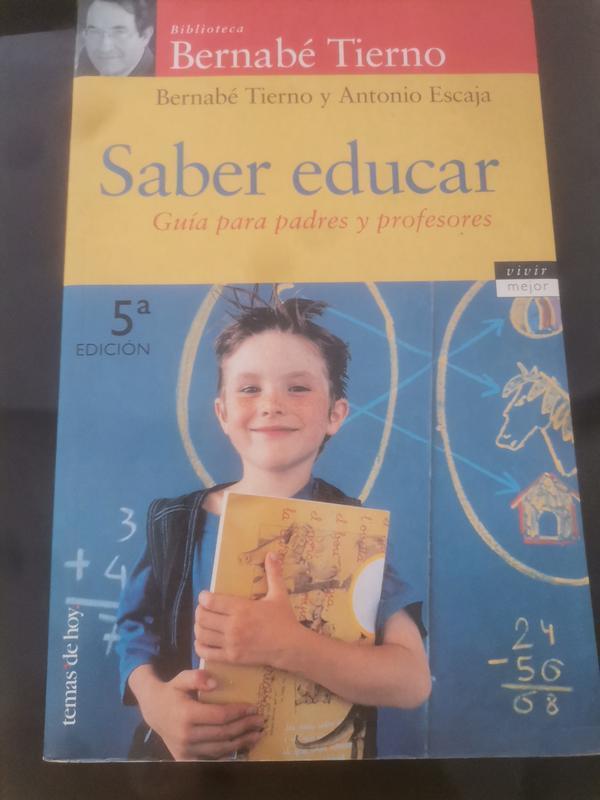 Biblioteca
Bernabé Tierno
Bernabé Tierno y Antonio Escaja
Saber educar
Guía para padres y profesores
vivir
mejor
5ª
EDICIÓN
3
+ 4
7
24
- 56
68
temas de hoy.